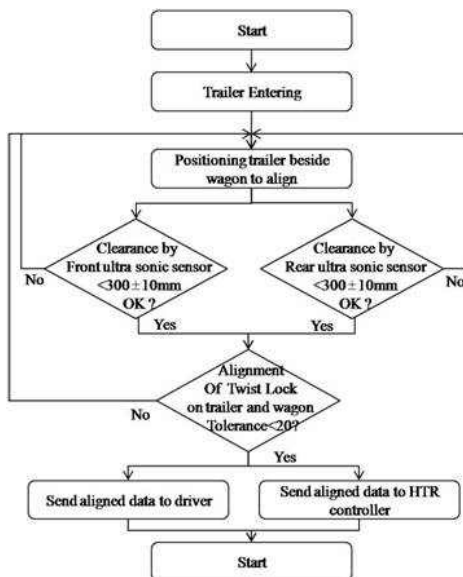 Start
Trailer Entering
Positioning trailer beside
wagon to align
Clearance by
Front ultra sonic sensor
<300±10mm
OK ?
No
Clearance by
Rear ultra sonic sensor
<300±10mm
OK ?
No
Yes
Yes
Alignment
Of Twist Lock
on trailer and wagon
Tolerance<20?
No
Yes
Send aligned data to driver
Send aligned data to HTR
controller
Start